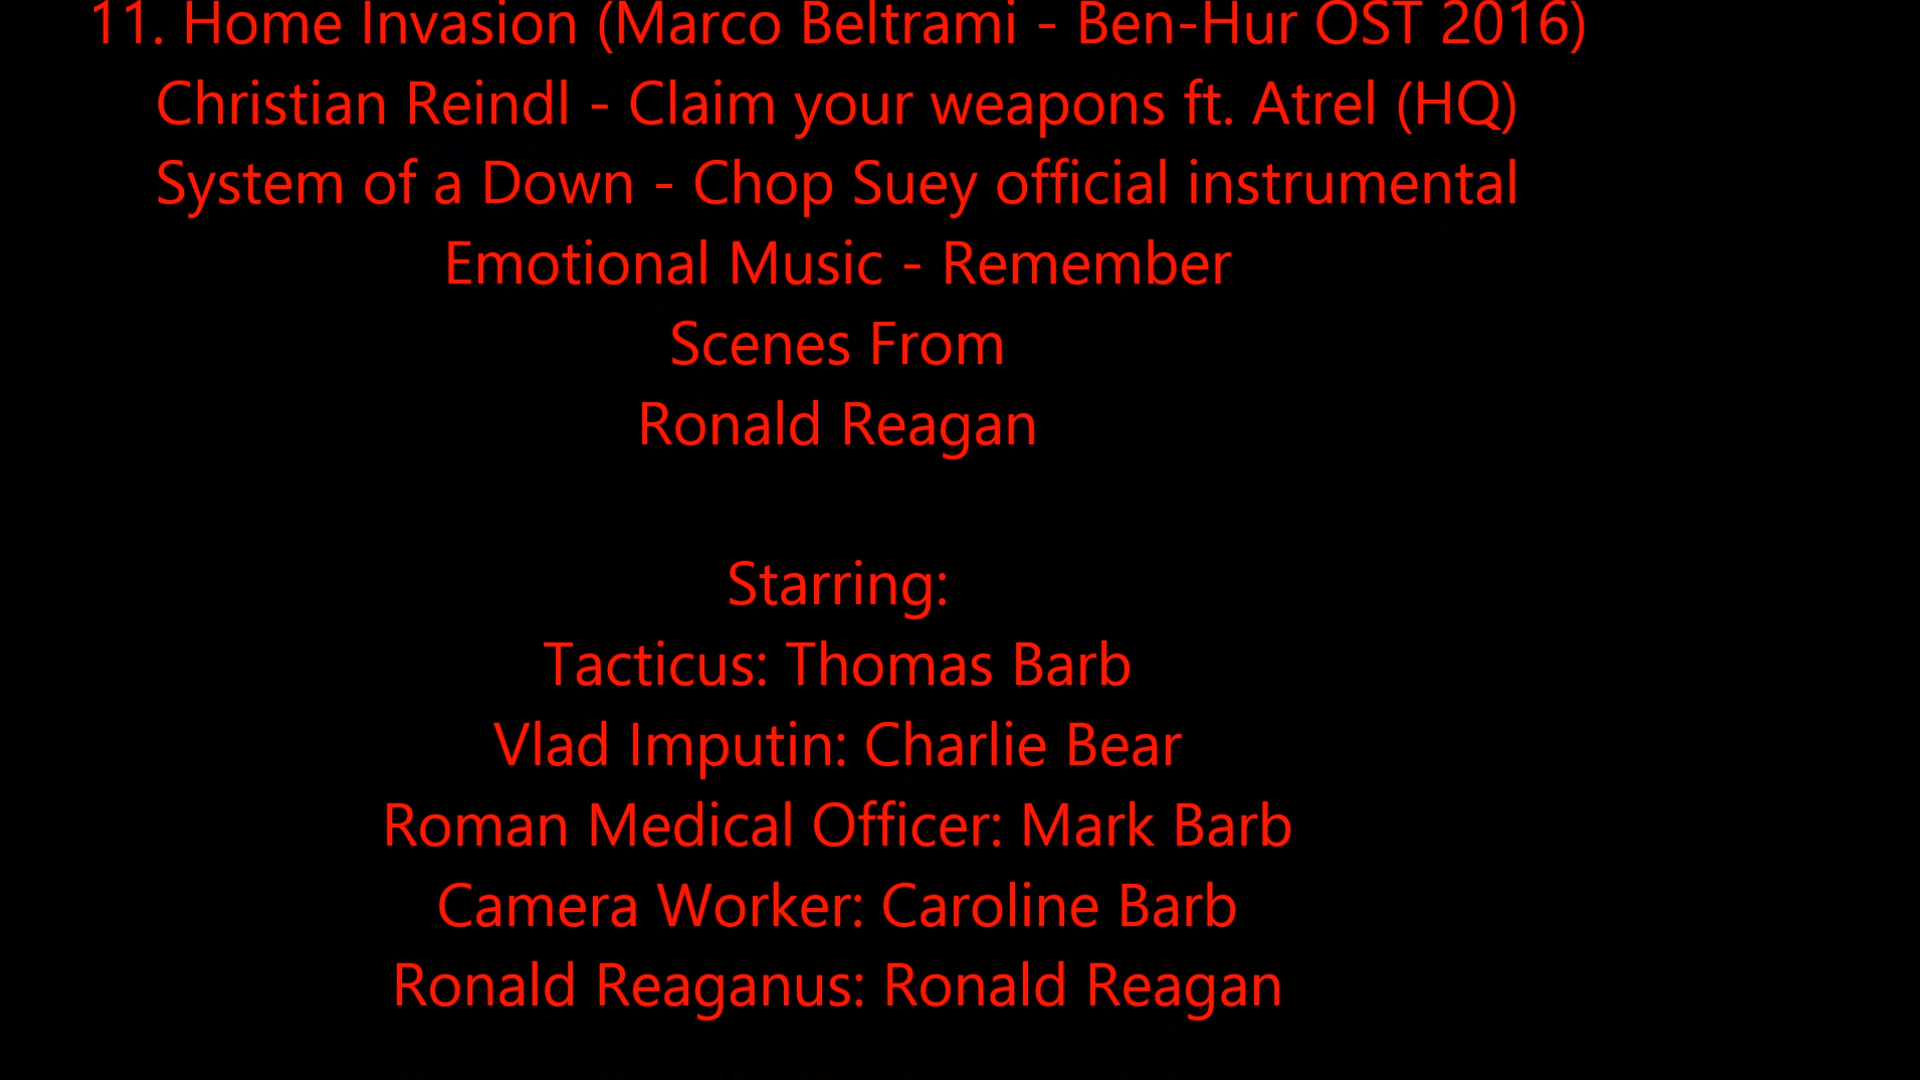 11. Home Invasion (Marco Beltrami - Ben-Hur OST 2016)
Christian Reindl - Claim your weapons ft. Atrel (HQ)
System of a Down - Chop Suey official instrumental
Emotional Music - Remember
Scenes From
Ronald Reagan
Starring:
Tacticus: Thomas Barb
Vlad Imputin: Charlie Bear
Roman Medical Officer: Mark Barb
Camera Worker: Caroline Barb
Ronald Reaganus: Ronald Reagan